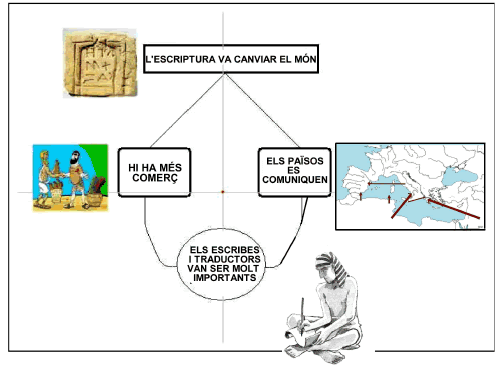 L'ESCRIPTURA VA CANVIAR EL MÓN
HI HA MÉS
COMERÇ
ELS PAÏSOS
ES
COMUNIQUEN
ELS ESCRIBES
I TRADUCTORS
VAN SER MOLT
IMPORTANTS